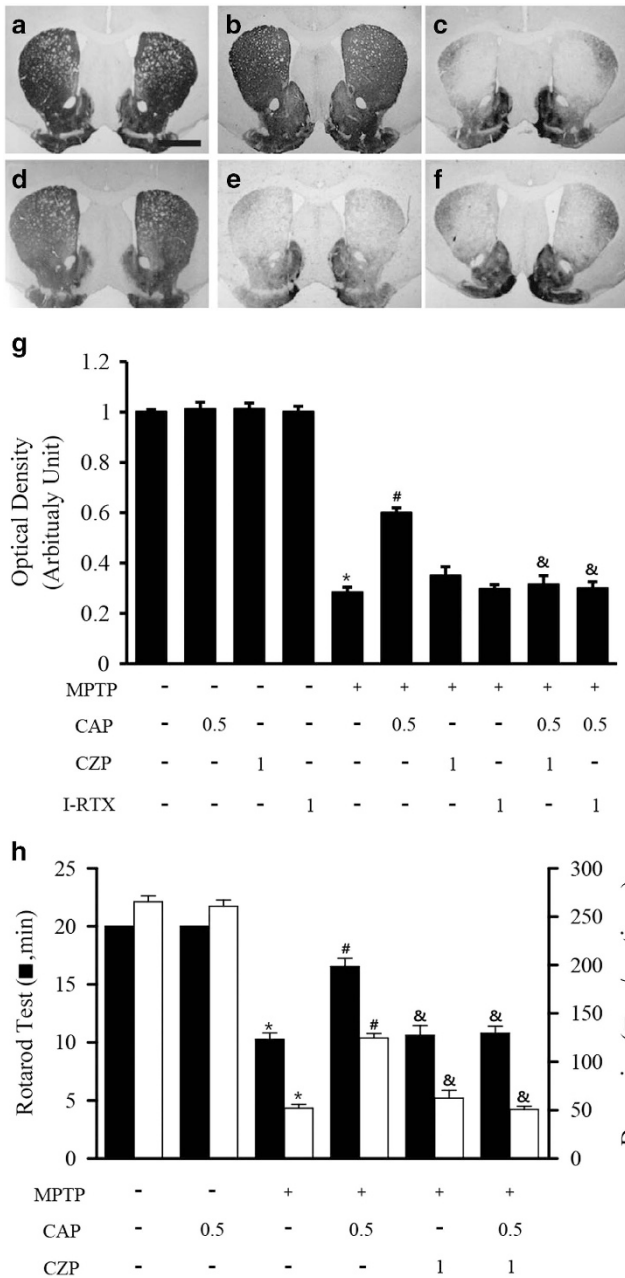 a b c
d e f
g
1.2
1
0.8
0.6
0.4
0.2
0
Optical Density
(Arbitualy Unit)
* # & &
MPTP - - - - + + + + + +
CAP - 0.5 - - - 0.5 - - 0.5 0.5
CZP - - 1 - - - 1 - 1 -
I-RTX - - - 1 - - - 1 - 1
h
25
20
15
10
5
0
Rotarod Test (■,min)
300
250
200
150
100
50
0
* * # # & & & &
MPTP - - + + + +
CAP - 0.5 - 0.5 - 0.5
CZP - - - - 1 1